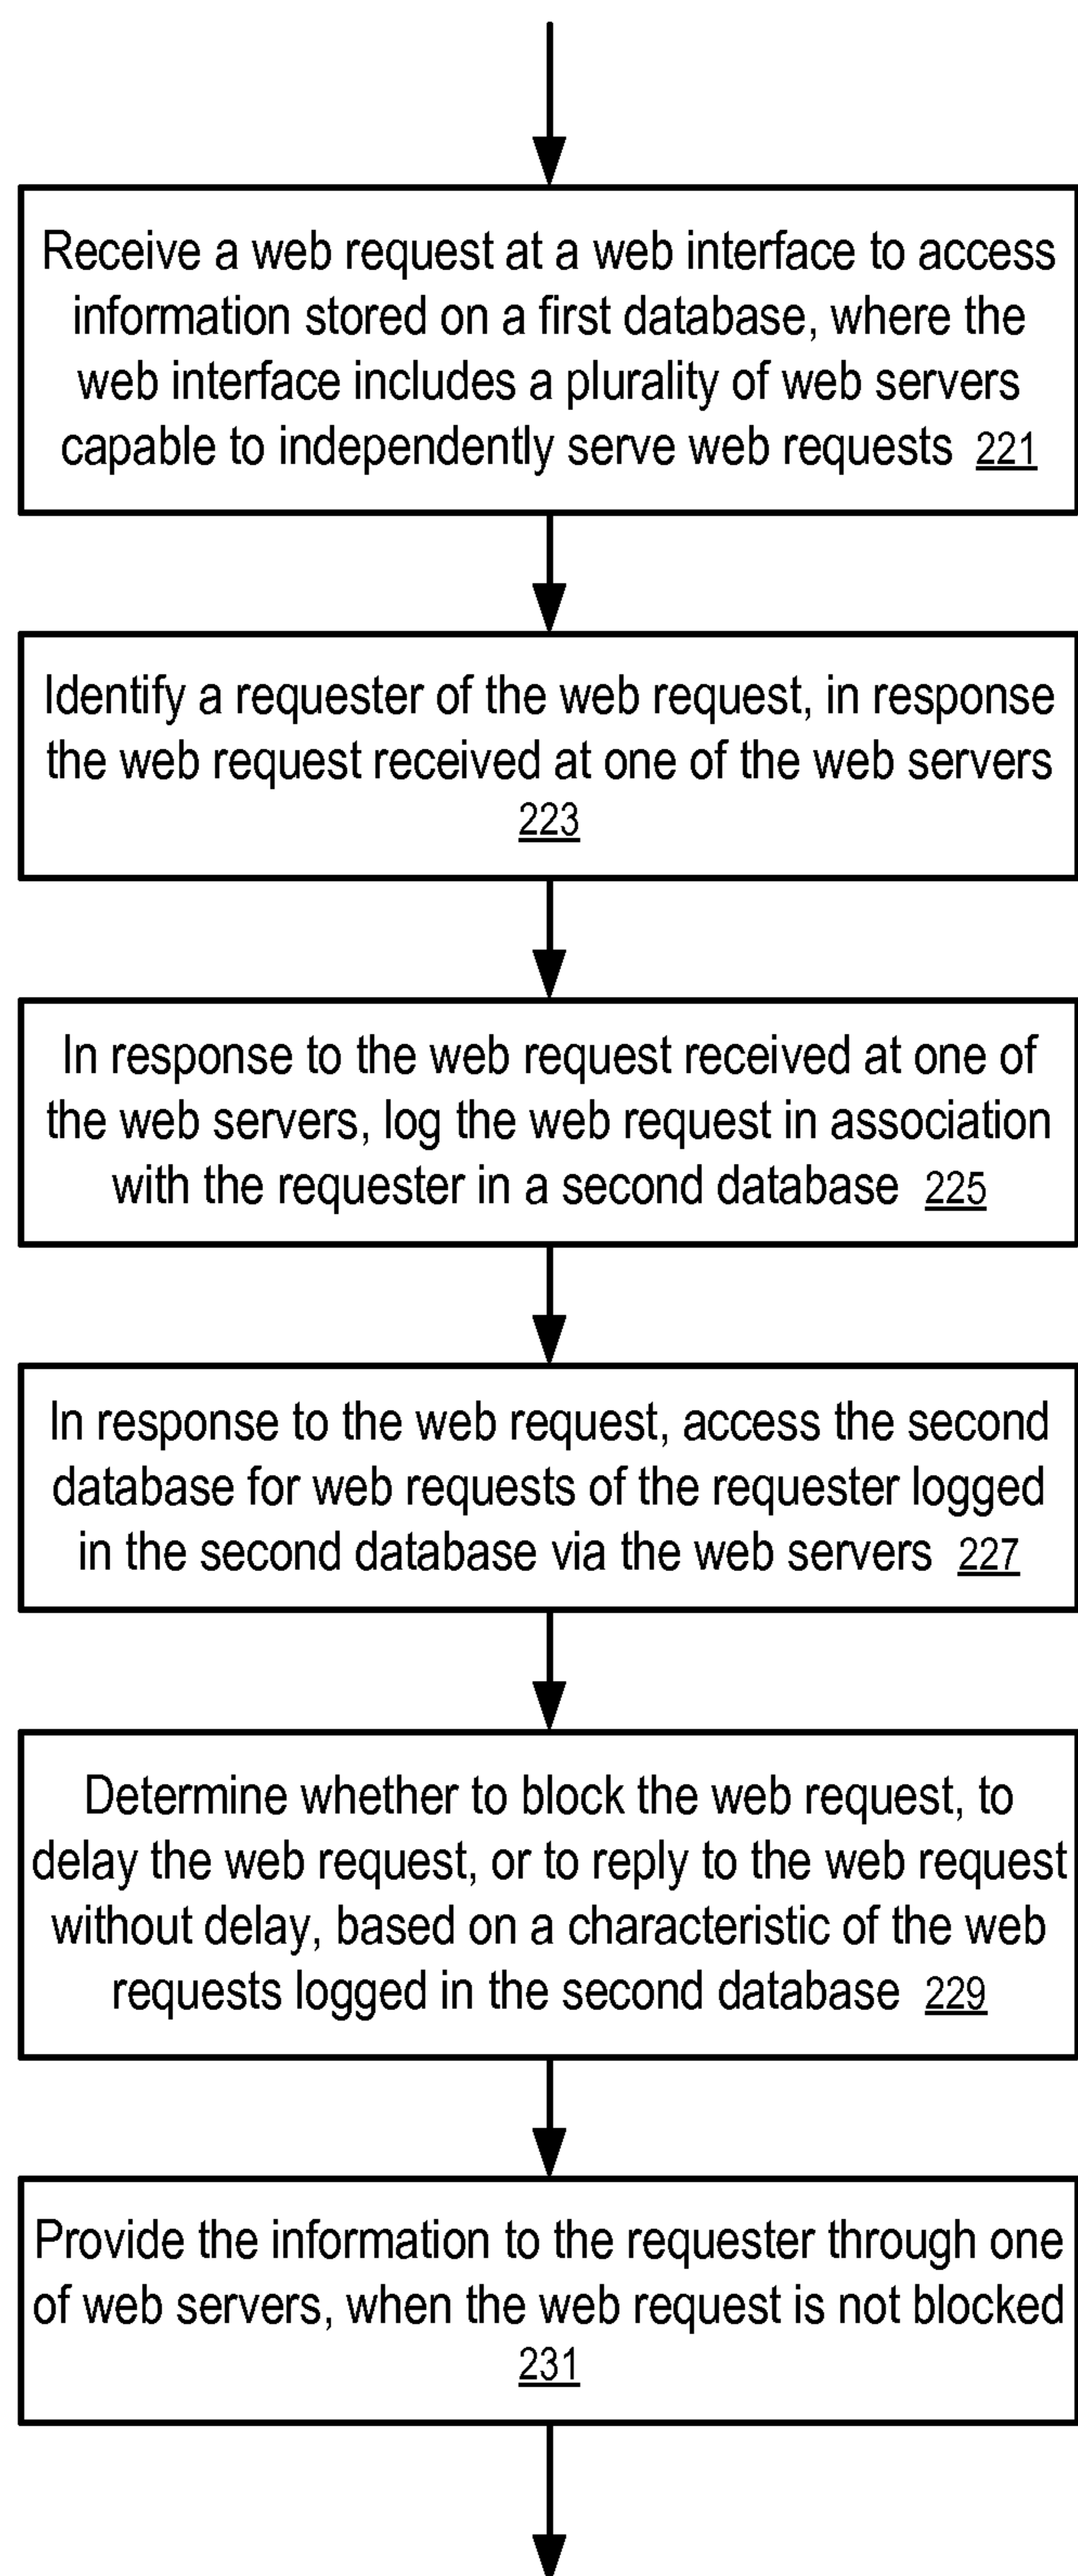 Receive a web request at a web interface to access
information stored on a first database, where the
web interface includes a plurality of web servers
capable to independently serve web requests 221
Identify a requester of the web request, in response
the web request received at one of the web servers
223
In response to the web request received at one of
the web servers, log the web request in association
with the requester in a second database 225
In response to the web request, access the second
database for web requests of the requester logged
in the second database via the web servers 227
Determine whether to block the web request, to
delay the web request, or to reply to the web request
without delay, based on a characteristic of the web
requests logged in the second database 229
Provide the information to the requester through one
of web servers, when the web request is not blocked
231